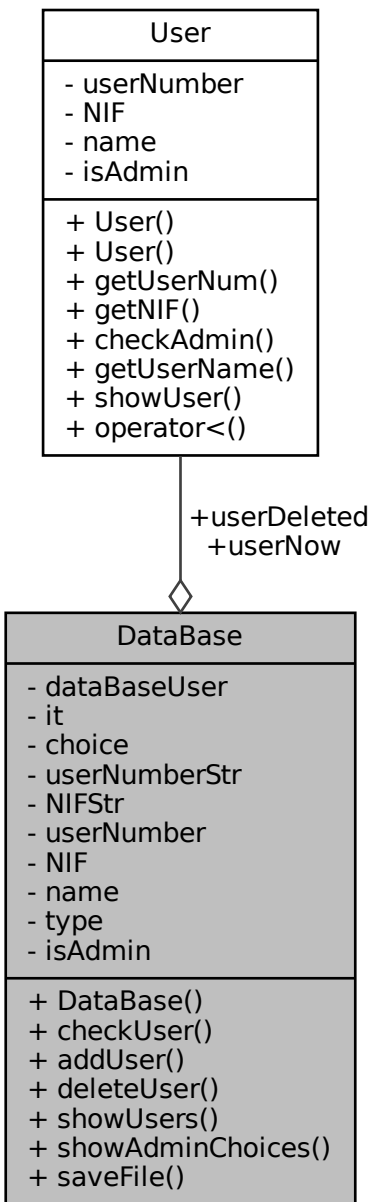 User
- userNumber
- NIF
- name
- isAdmin
+ User()
+ User()
+ getUserNum()
+ getNIF()
+ checkAdmin()
+ getUserName()
+ showUser()
+ operator<()
+userDeleted
+userNow
DataBase
- dataBaseUser
- it
- choice
- userNumberStr
- NIFStr
- userNumber
- NIF
- name
- type
- isAdmin
+ DataBase()
+ checkUser()
+ addUser()
+ deleteUser()
+ showUsers()
+ showAdminChoices()
+ saveFile()